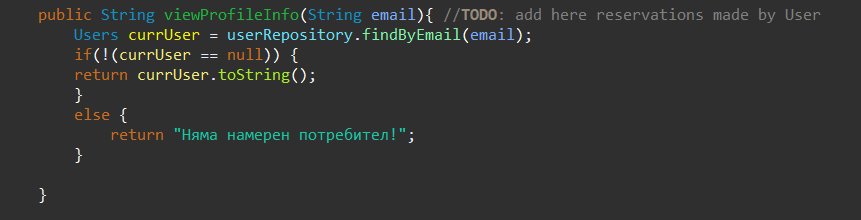 public String viewProfileInfo(String email){ //TODO: add here reservations made by User
Users currUser = userRepository.findByEmail(email);
if(!(currUser == null)) {
return currUser.toString();
}
else {
return "Няма намерен потребител!";
}
}